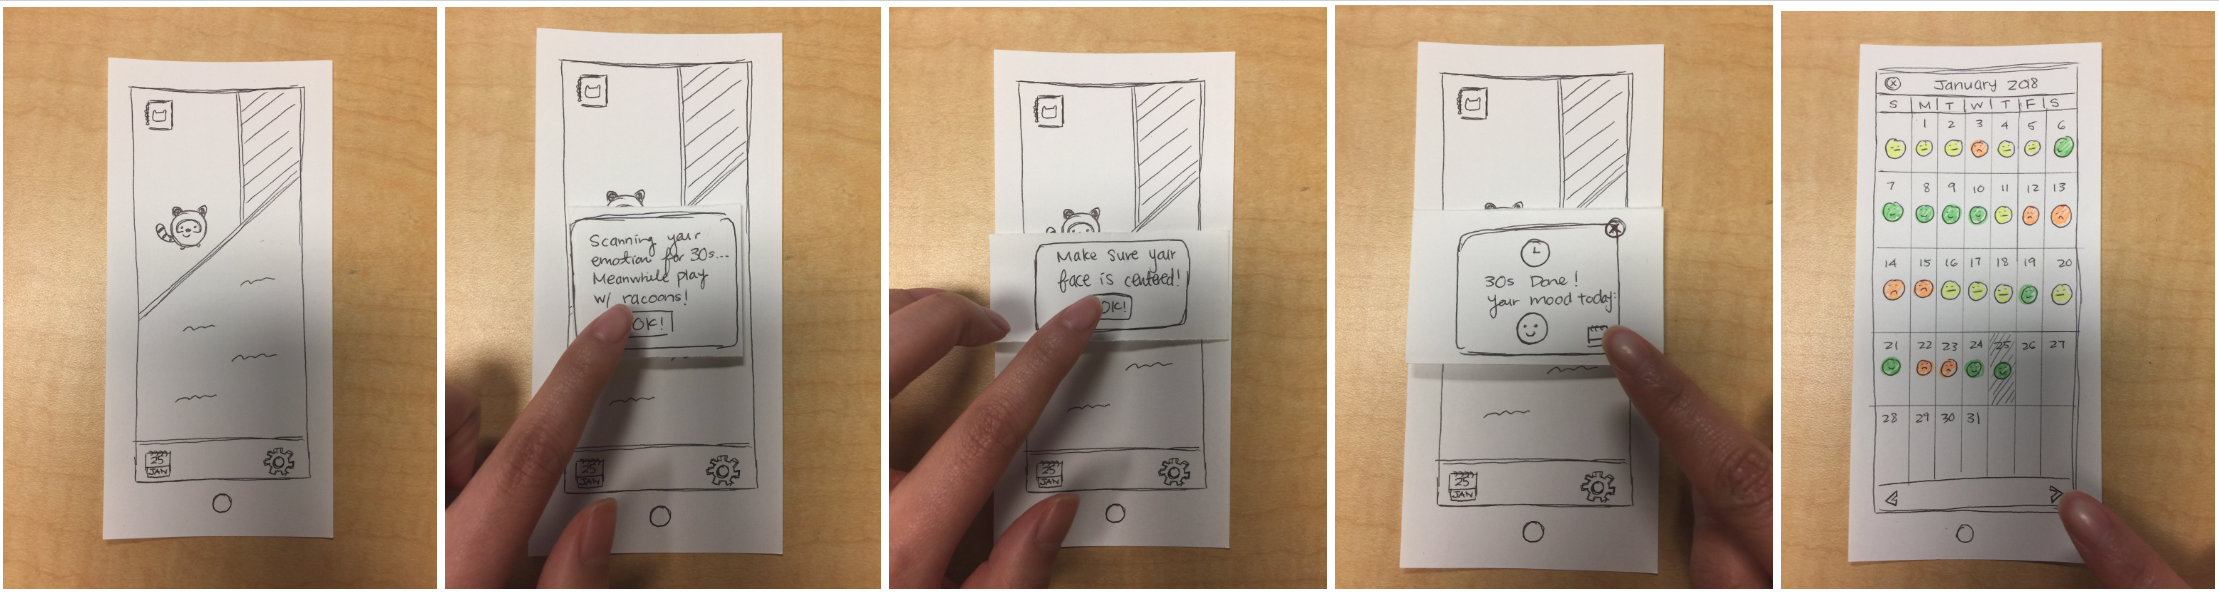 25
JAN
Scanning your
emotion for 30s...
Meanwhile play
w/ racoons!
OK!
25
JAN
Make Sure your
face is centered!
OK!
25
JAN
30s Done!
your mood today:
25
JAN
January 2018
S M T W T F S
1 2 3 4 5 6
7 8 9 10 11 12 13
14 15 16 17 18 19 20
21 22 23 24 25 26 27
28 29 30 31